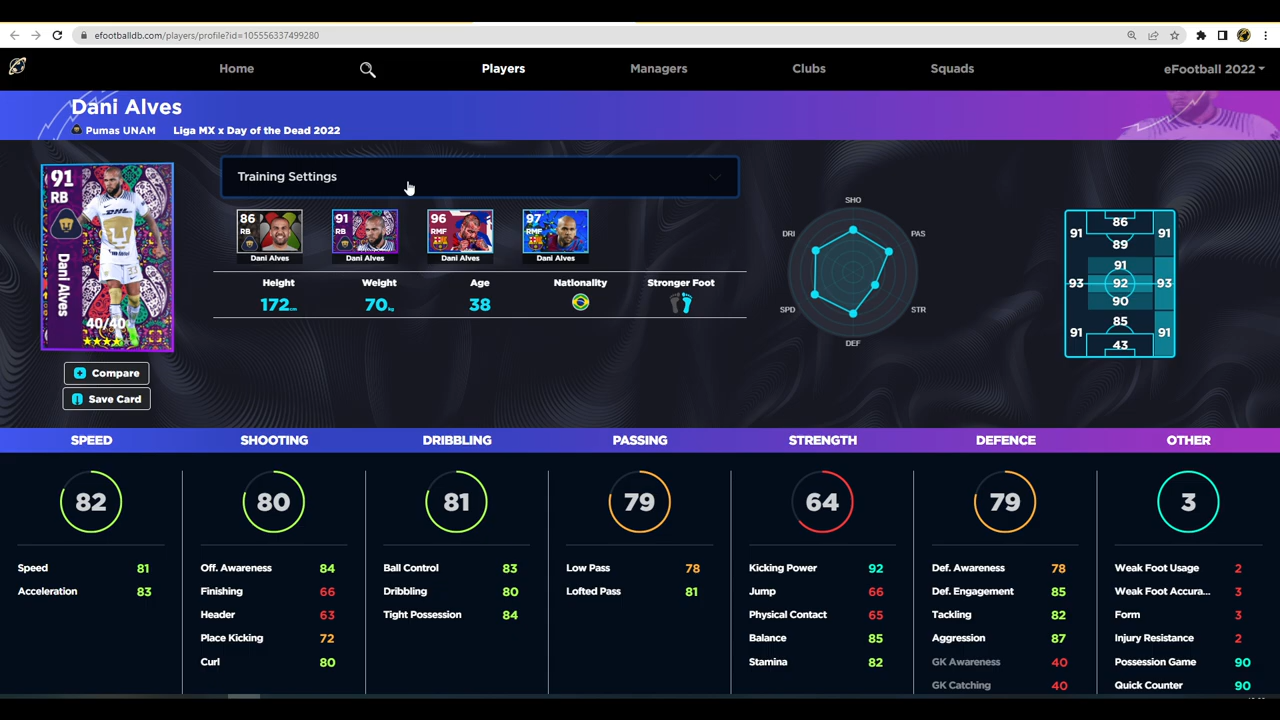 efootballdb.com/players/profile?id=105556337499280
Home
Players
Managers
Clubs
Squads
eFootball 2022
Dani Alves
Pumas UNAM
Liga MX x Day of the Dead 2022
91
RB
Dani Alves
40/40
Compare
Save Card
Training Settings
86
RB
Dani Alves
91
RB
Dani Alves
96
RMF
Dani Alves
97
RMF
Dani Alves
Height
Weight
Age
Nationality
Stronger Foot
172cm
70kg
38
SHO
PAS
STR
DEF
SPD
DRI
86
91
89
91
91
93
92
93
90
85
91
91
43
SPEED
SHOOTING
DRIBBLING
PASSING
STRENGTH
DEFENCE
OTHER
82
80
81
79
64
79
3
Speed 81
Acceleration 83
Off. Awareness 84
Finishing 66
Header 63
Place Kicking 72
Curl 80
Ball Control 83
Dribbling 80
Tight Possession 84
Low Pass 78
Lofted Pass 81
Kicking Power 92
Jump 66
Physical Contact 65
Balance 85
Stamina 82
Def. Awareness 78
Def. Engagement 85
Tackling 82
Aggression 87
GK Awareness 40
GK Catching 40
Weak Foot Usage 2
Weak Foot Accura... 3
Form 3
Injury Resistance 2
Possession Game 90
Quick Counter 90